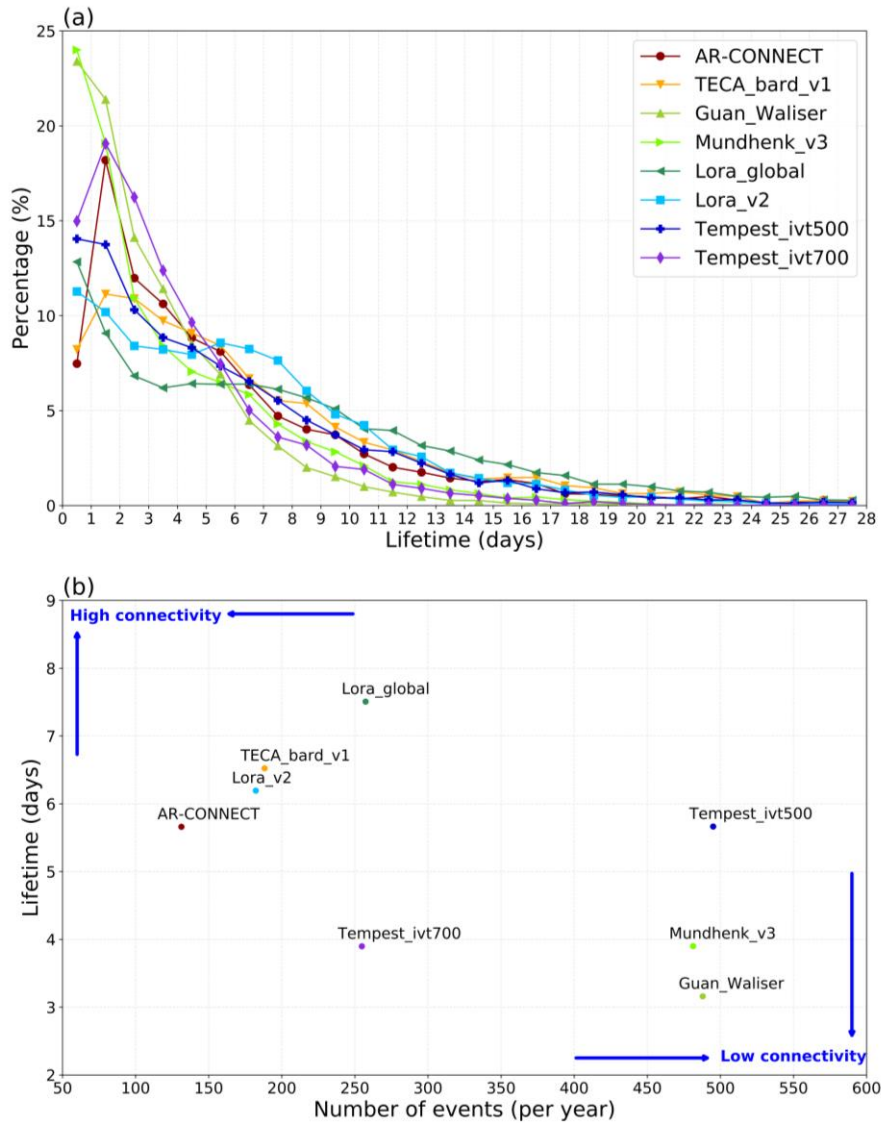 (a)
25
20
15
10
5
0
Percentage (%)
AR-CONNECT
TECA_bard_v1
Guan_Waliser
Mundhenk_v3
Lora_global
Lora_v2
Tempest_ivt500
Tempest_ivt700
0 1 2 3 4 5 6 7 8 9 10 11 12 13 14 15 16 17 18 19 20 21 22 23 24 25 26 27 28
Lifetime (days)
(b)
9
8
7
6
5
4
3
2
Lifetime (days)
High connectivity
Lora_global
TECA_bard_v1
Lora_v2
AR-CONNECT
Tempest_ivt500
Tempest_ivt700
Mundhenk_v3
Guan_Waliser
Low connectivity
50 100 150 200 250 300 350 400 450 500 550 600
Number of events (per year)